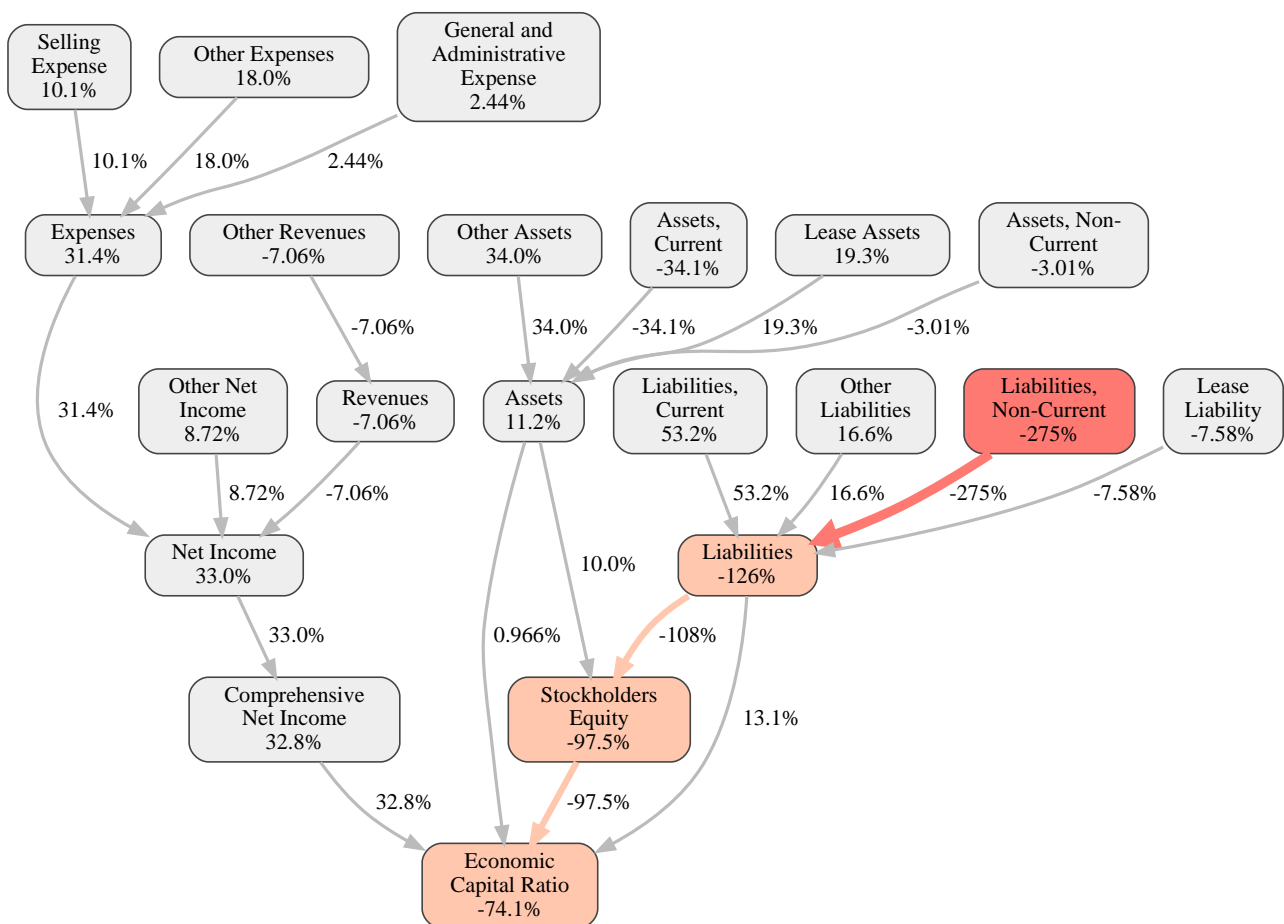 Selling
Expense
10.1%
Other Expenses
18.0%
General and
Administrative
Expense
2.44%
10.1%
18.0%
2.44%
Expenses
31.4%
Other Revenues
-7.06%
Other Assets
34.0%
Assets,
Current
-34.1%
Lease Assets
19.3%
Assets, Non-
Current
-3.01%
-7.06%
34.0%
-34.1%
19.3%
-3.01%
31.4%
Other Net
Income
8.72%
Revenues
-7.06%
Assets
11.2%
Liabilities,
Current
53.2%
Other
Liabilities
16.6%
Liabilities,
Non-Current
-275%
Lease
Liability
-7.58%
8.72%
-7.06%
53.2%
16.6%
-275%
-7.58%
Net Income
33.0%
10.0%
Liabilities
-126%
33.0%
0.966%
-108%
Comprehensive
Net Income
32.8%
Stockholders
Equity
-97.5%
13.1%
32.8%
-97.5%
Economic
Capital Ratio
-74.1%